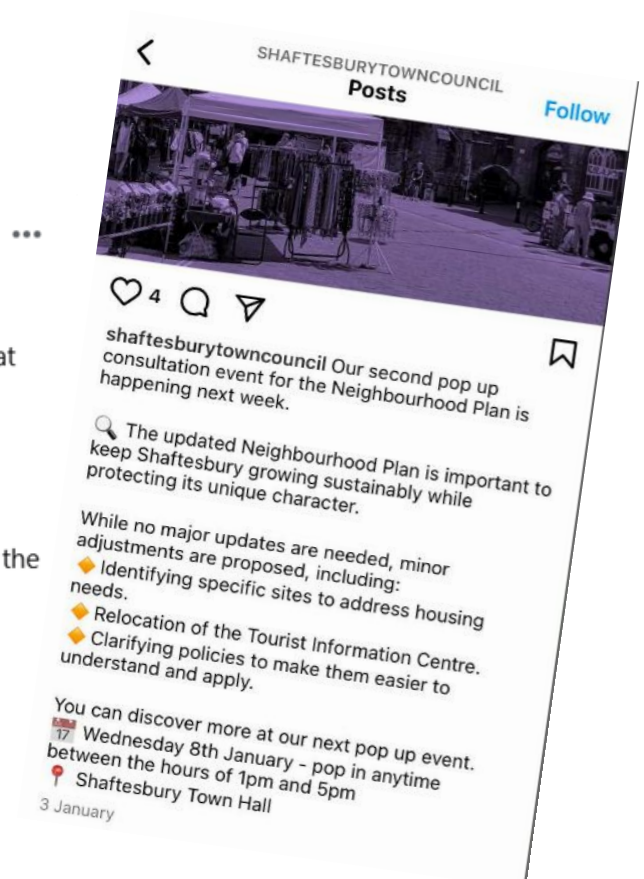 SHAFTESBURYTOWNCOUNCIL
Posts
Follow
•••
4
at
the
shaftesburytowncouncil Our second pop up
consultation event for the Neighbourhood Plan is
happening next week.
🔍 The updated Neighbourhood Plan is important to
keep Shaftesbury growing sustainably while
protecting its unique character.
While no major updates are needed, minor
adjustments are proposed, including:
🔶 Identifying specific sites to address housing
needs.
🔶 Relocation of the Tourist Information Centre.
🔶 Clarifying policies to make them easier to
understand and apply.
You can discover more at our next pop up event.
📅 Wednesday 8th January - pop in anytime
between the hours of 1pm and 5pm
📍 Shaftesbury Town Hall
3 January